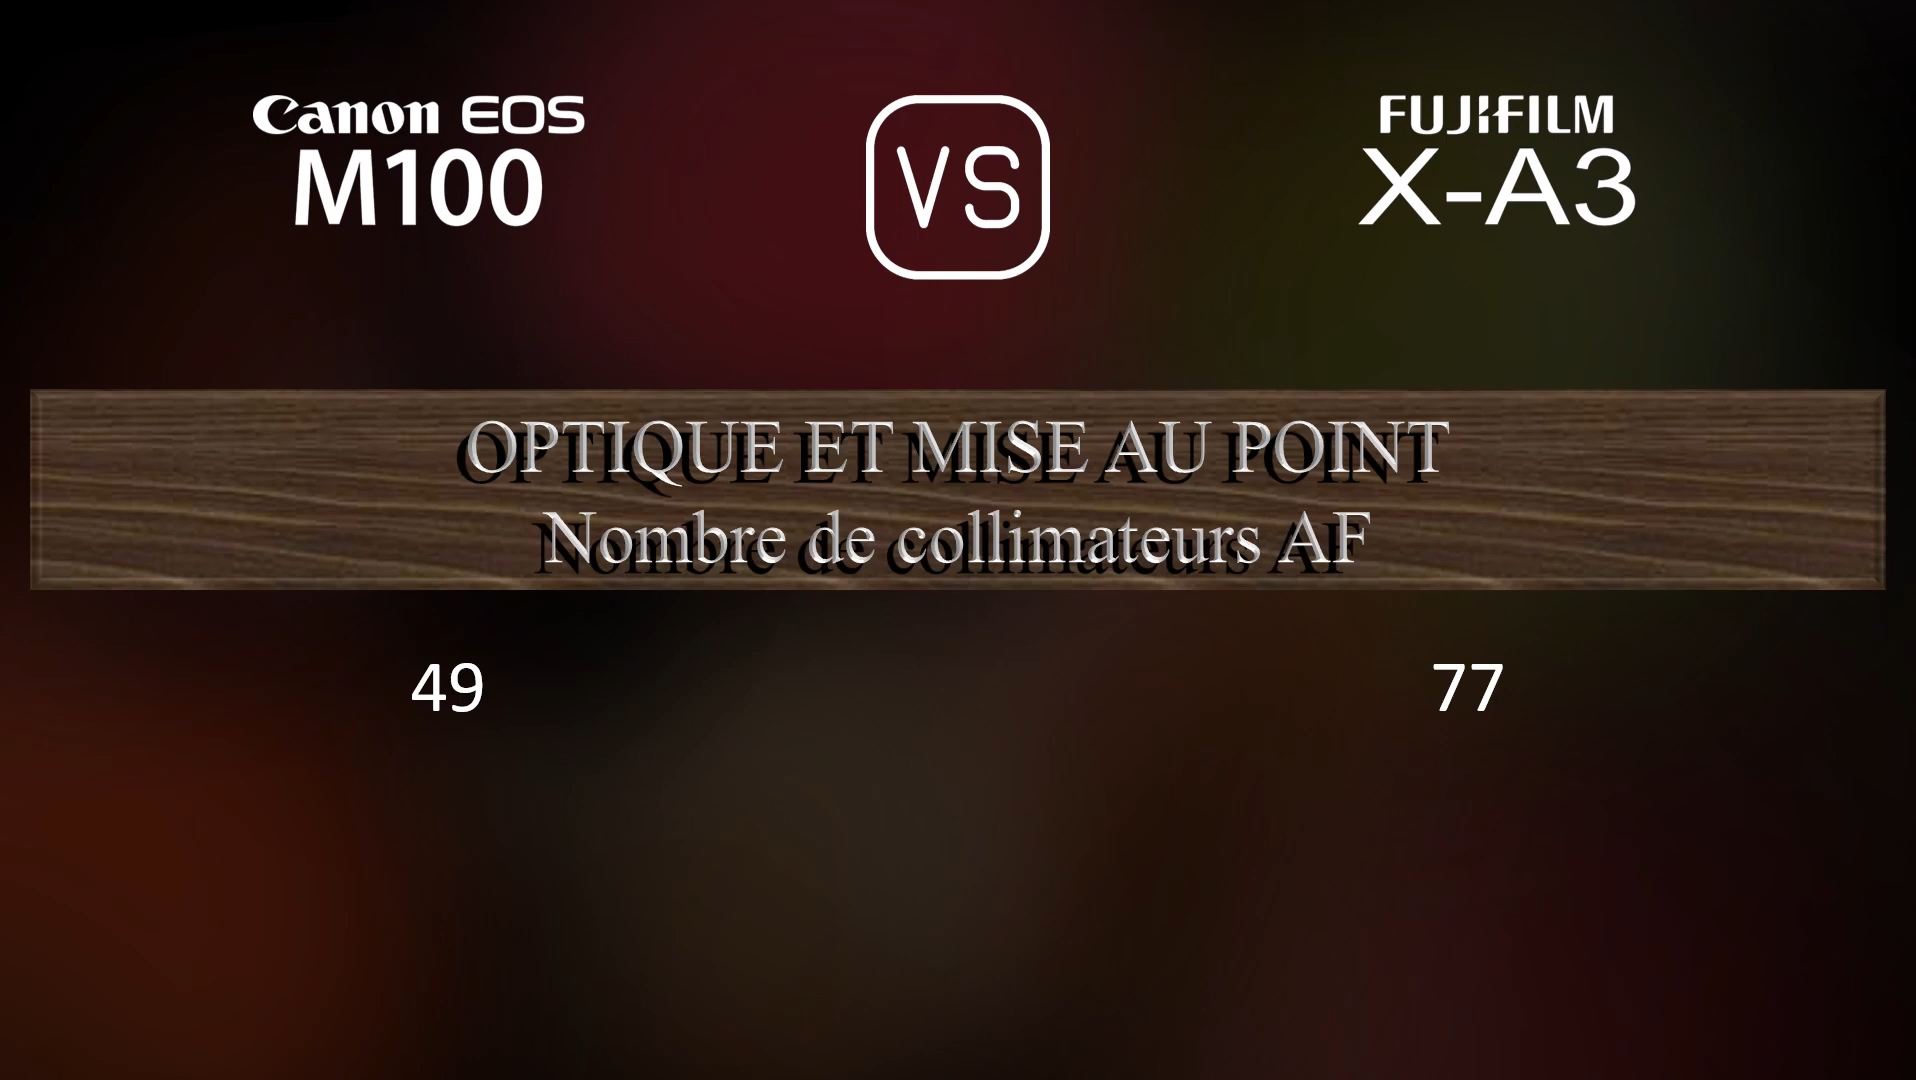 Canon EOS
M100
VS
FUJIFILM
X-A3
OPTIQUE ET MISE AU POINT
Nombre de collimateurs AF
49
77